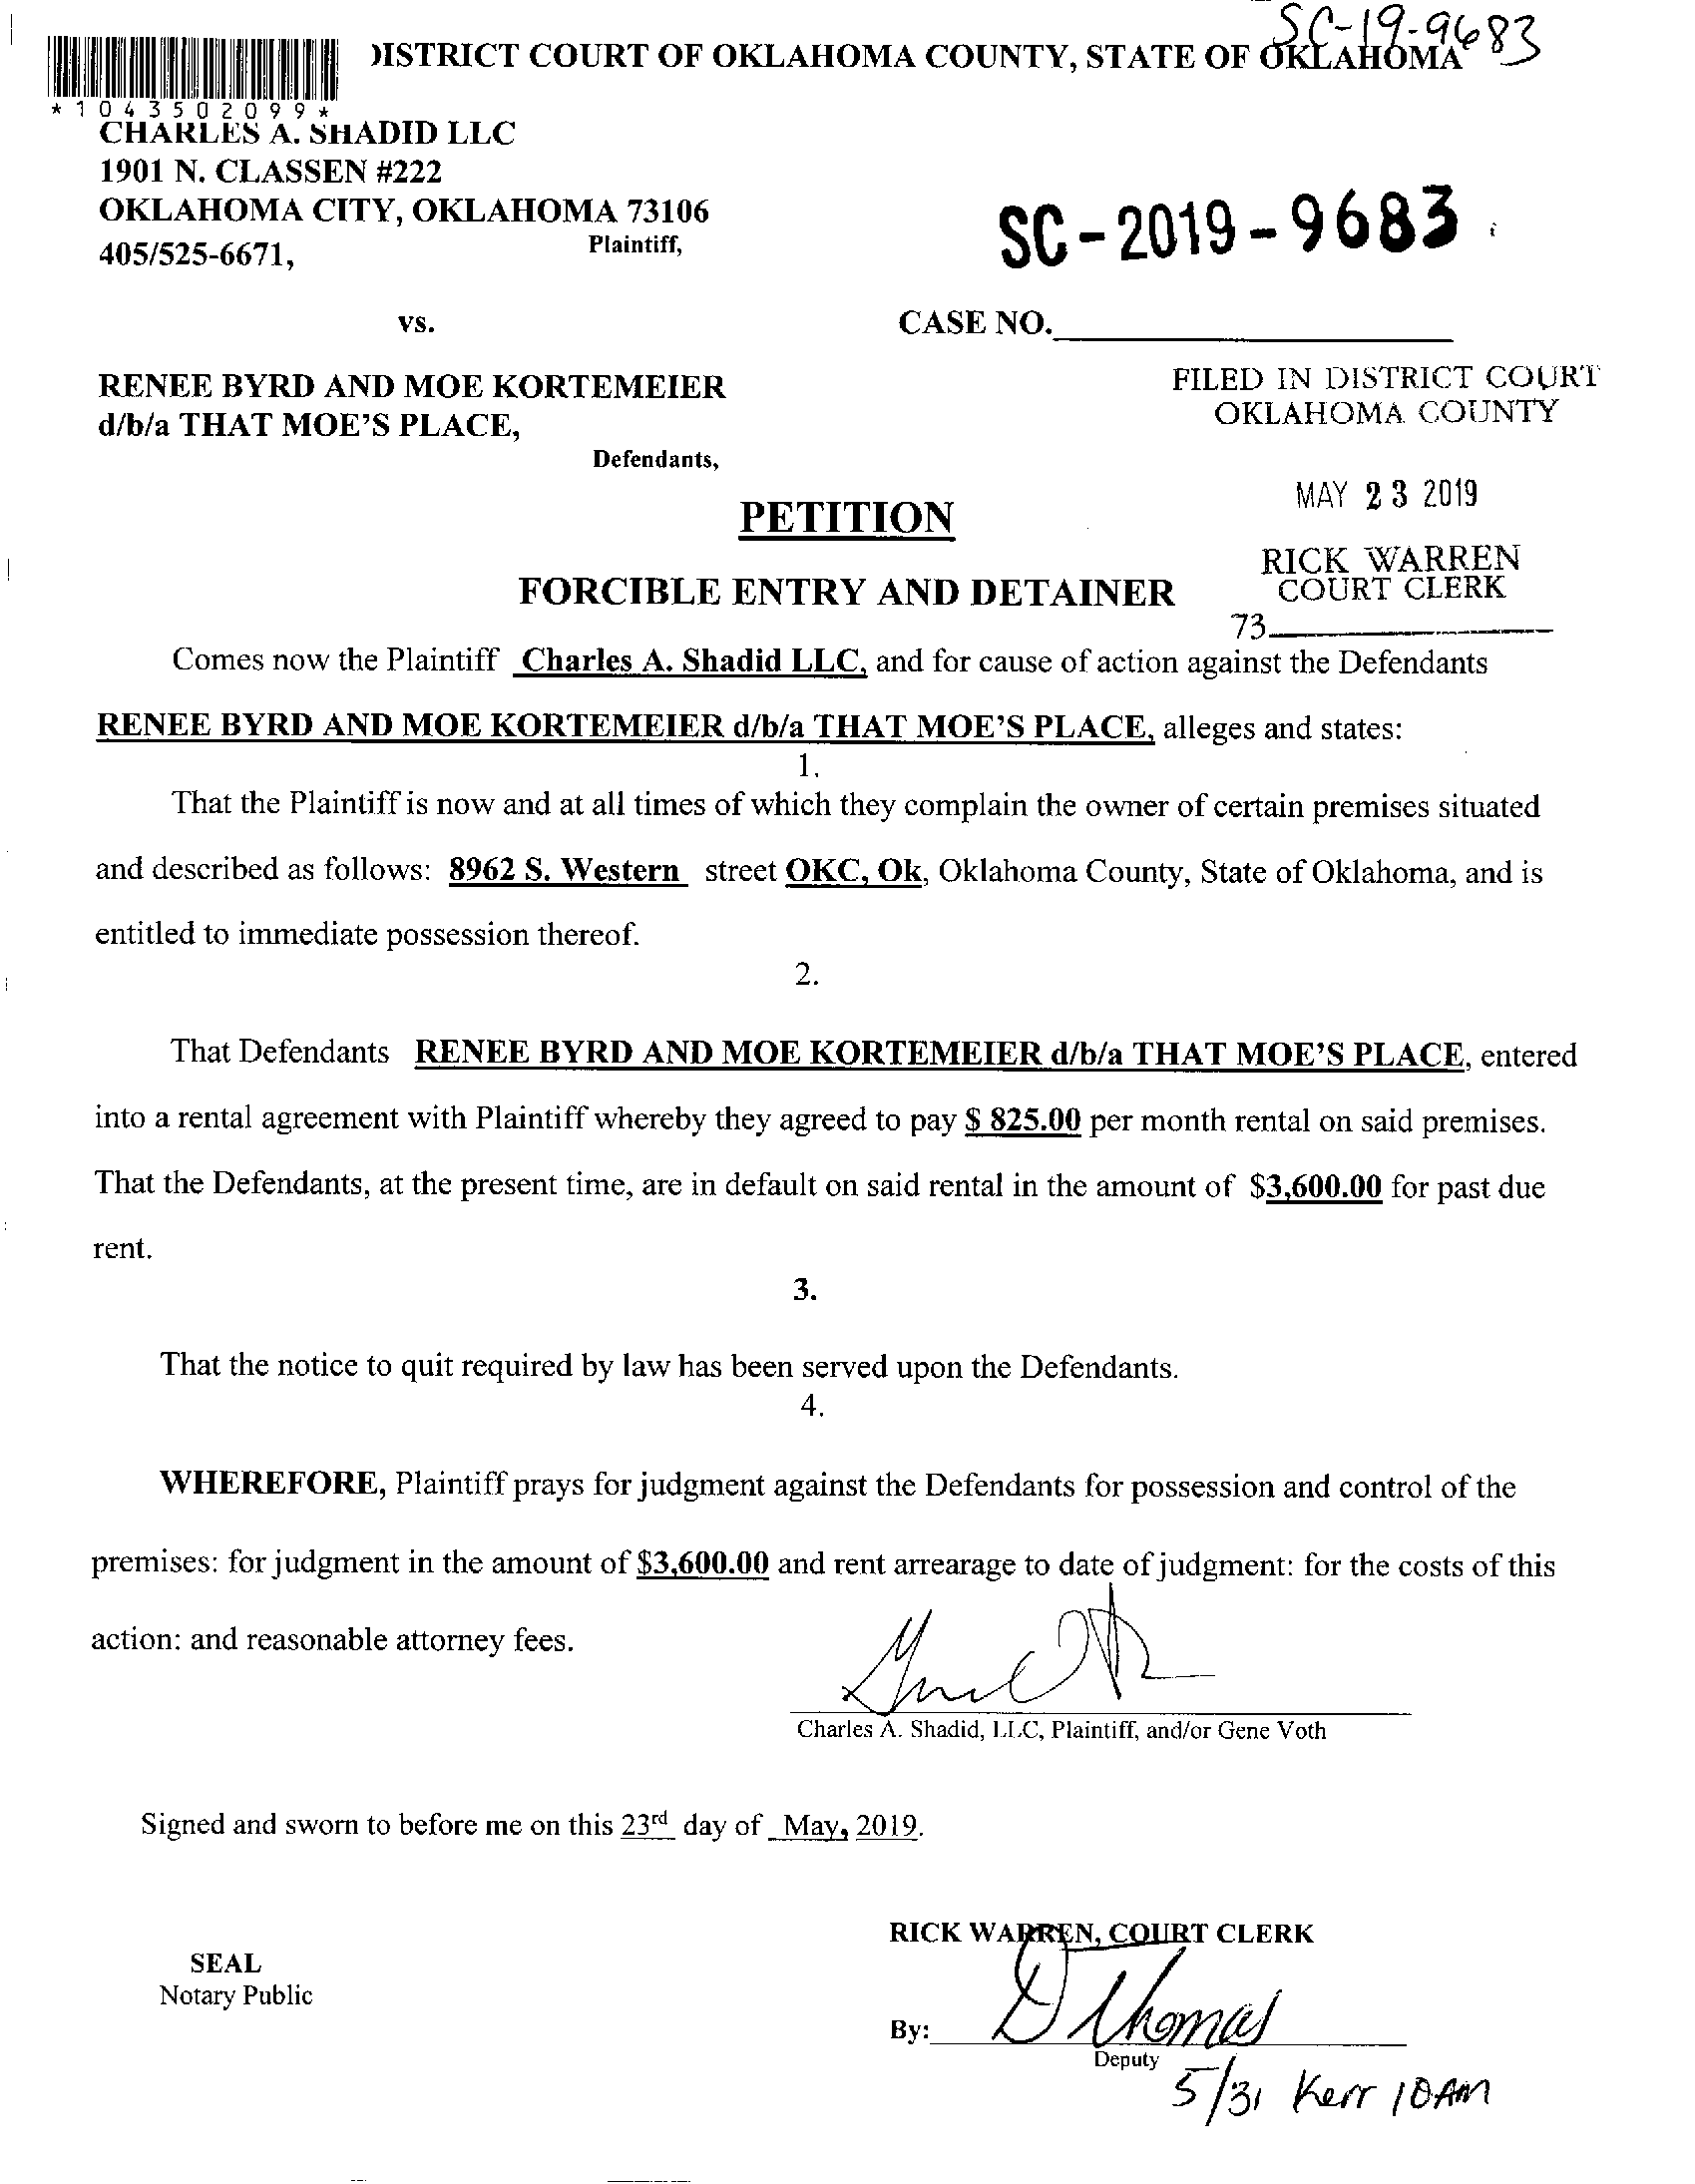 SC-19-9683
DISTRICT COURT OF OKLAHOMA COUNTY, STATE OF OKLAHOMA
*1043502099*
CHARLES A. SHADID LLC
1901 N. CLASSEN #222
OKLAHOMA CITY, OKLAHOMA 73106
405/525-6671, Plaintiff,
SC-2019-9683
vs. CASE NO.
RENEE BYRD AND MOE KORTEMEIER
d/b/a THAT MOE'S PLACE,
Defendants,
FILED IN DISTRICT COURT
OKLAHOMA COUNTY
MAY 23 2019
RICK WARREN
COURT CLERK
73
PETITION
FORCIBLE ENTRY AND DETAINER
Comes now the Plaintiff Charles A. Shadid LLC, and for cause of action against the Defendants
RENEE BYRD AND MOE KORTEMEIER d/b/a THAT MOE'S PLACE, alleges and states:
1.
That the Plaintiff is now and at all times of which they complain the owner of certain premises situated
and described as follows: 8962 S. Western street OKC, Ok, Oklahoma County, State of Oklahoma, and is
entitled to immediate possession thereof.
2.
That Defendants RENEE BYRD AND MOE KORTEMEIER d/b/a THAT MOE'S PLACE, entered
into a rental agreement with Plaintiff whereby they agreed to pay $ 825.00 per month rental on said premises.
That the Defendants, at the present time, are in default on said rental in the amount of $3,600.00 for past due
rent.
3.
That the notice to quit required by law has been served upon the Defendants.
4.
WHEREFORE, Plaintiff prays for judgment against the Defendants for possession and control of the
premises: for judgment in the amount of $3,600.00 and rent arrearage to date of judgment: for the costs of this
action: and reasonable attorney fees.
Charles A. Shadid, LLC, Plaintiff, and/or Gene Voth
Signed and sworn to before me on this 23rd day of May, 2019.
RICK WARREN, COURT CLERK
SEAL
Notary Public
By: D Thomas
Deputy
5/31 Kerr 10AM